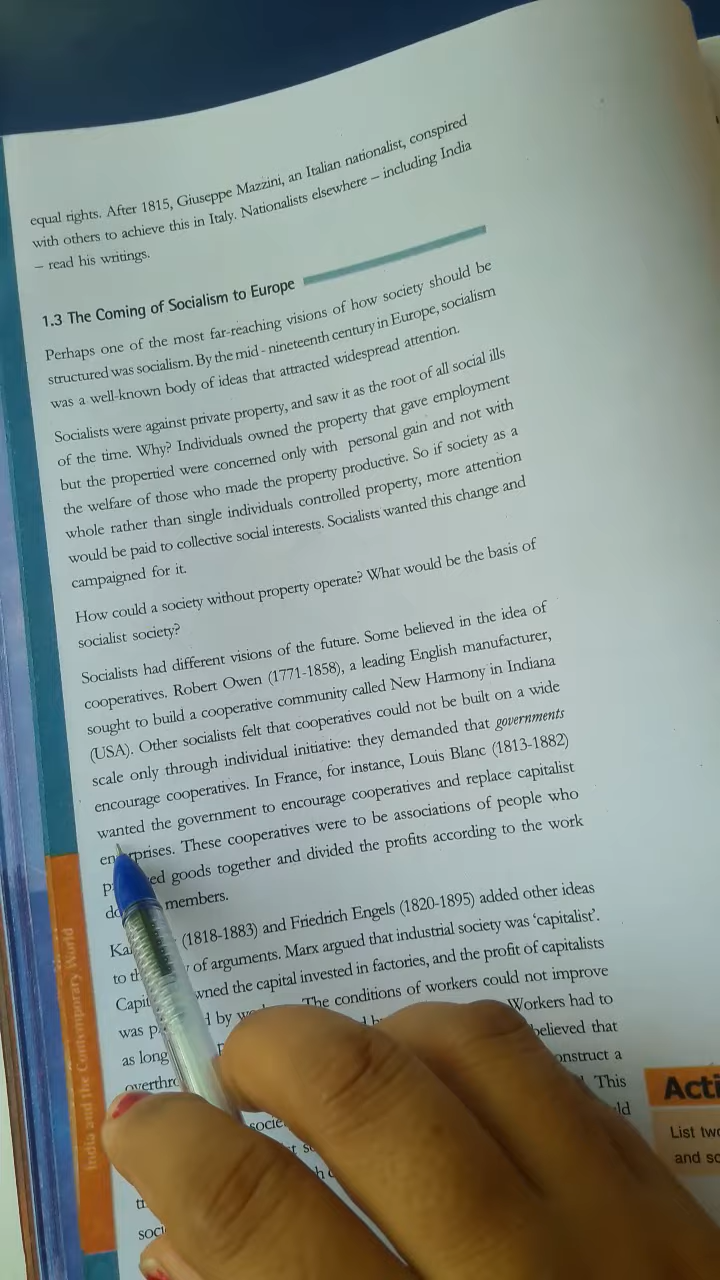 equal rights. After 1815, Giuseppe Mazzini, an Italian nationalist, conspired
with others to achieve this in Italy. Nationalists elsewhere – including India
– read his writings.
1.3 The Coming of Socialism to Europe
Perhaps one of the most far-reaching visions of how society should be
structured was socialism. By the mid - nineteenth century in Europe, socialism
was a well-known body of ideas that attracted widespread attention.
Socialists were against private property, and saw it as the root of all social ills
of the time. Why? Individuals owned the property that gave employment
but the propertied were concerned only with personal gain and not with
the welfare of those who made the property productive. So if society as a
whole rather than single individuals controlled property, more attention
would be paid to collective social interests. Socialists wanted this change and
campaigned for it.
How could a society without property operate? What would be the basis of
socialist society?
Socialists had different visions of the future. Some believed in the idea of
cooperatives. Robert Owen (1771-1858), a leading English manufacturer,
sought to build a cooperative community called New Harmony in Indiana
(USA). Other socialists felt that cooperatives could not be built on a wide
scale only through individual initiative: they demanded that governments
encourage cooperatives. In France, for instance, Louis Blanc (1813-1882)
wanted the government to encourage cooperatives and replace capitalist
enterprises. These cooperatives were to be associations of people who
goods together and divided the profits according to the work
members.
(1818-1883) and Friedrich Engels (1820-1895) added other ideas
to of arguments. Marx argued that industrial society was ‘capitalist’.
owned the capital invested in factories, and the profit of capitalists
was by The conditions of workers could not improve
as long Workers had to
believed that
construct a
This
India and the Contemporary World
List two
and